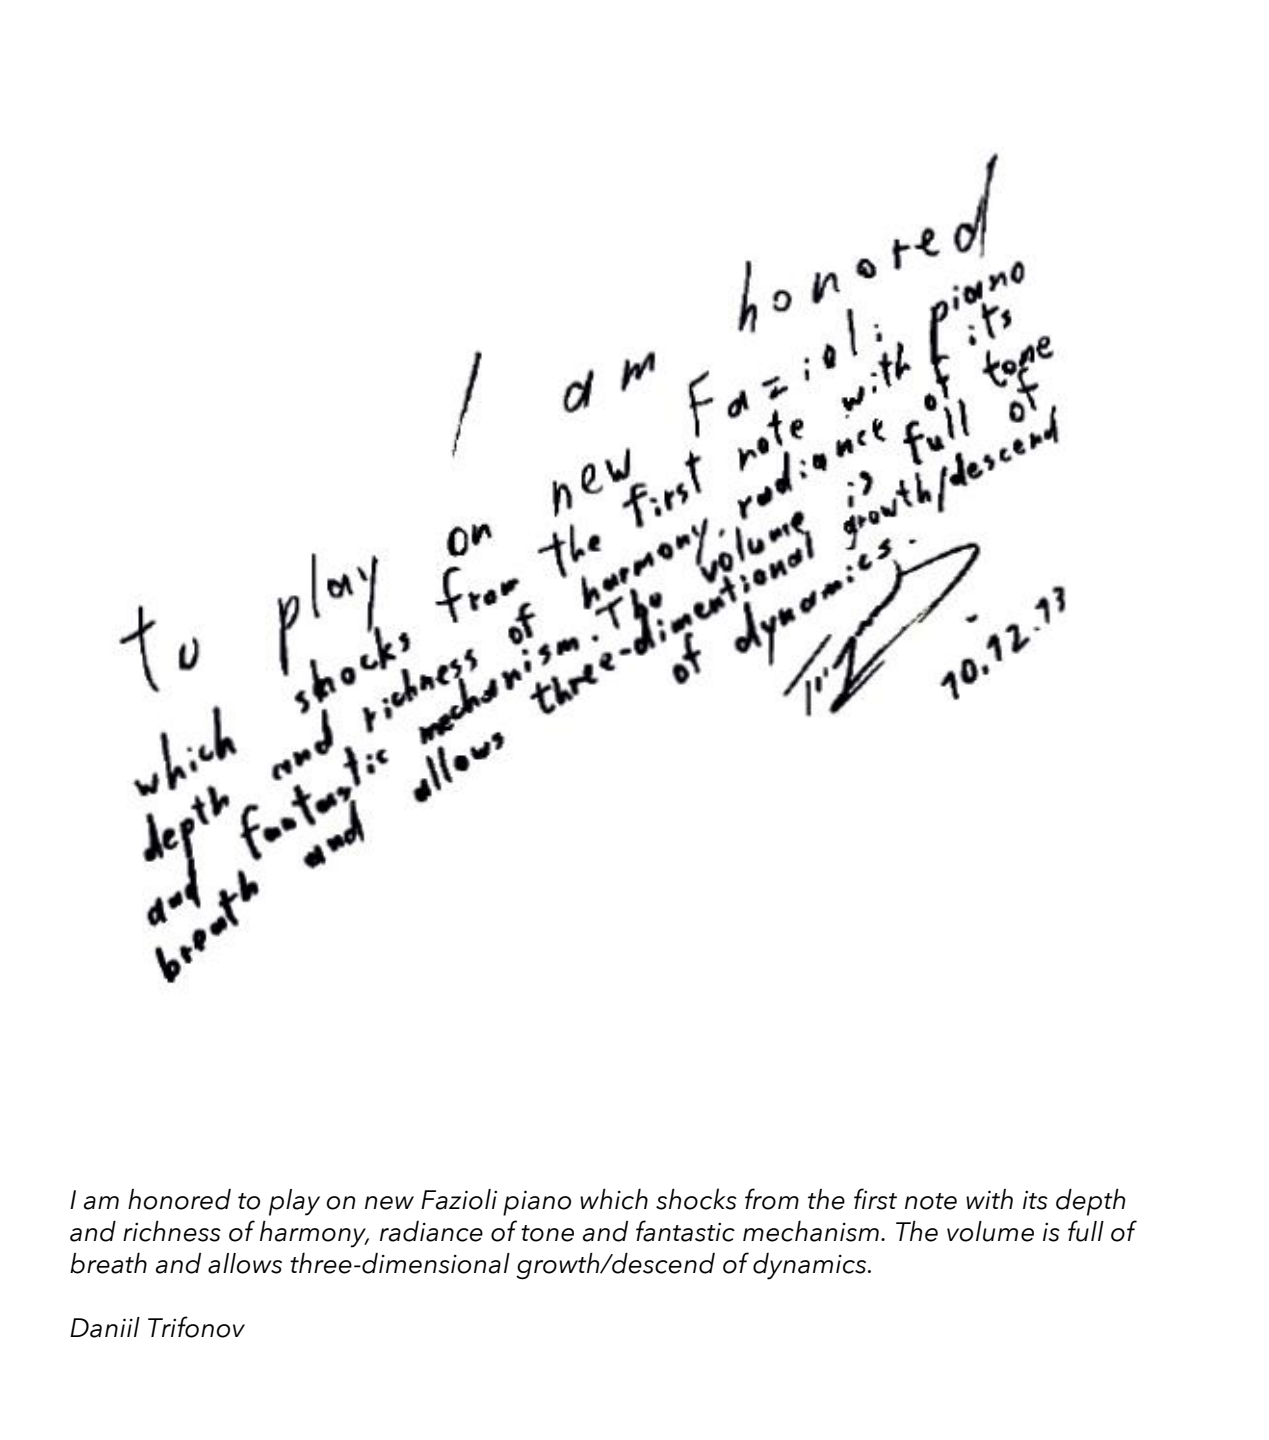 I am honored
to play on new Fazioli piano
which shocks from the first note with its
depth and richness of harmony, radiance of tone
and fantastic mechanism. The volume is full of
breath and allows three-dimentional growth/descend
of dynamics.
10.12.13
I am honored to play on new Fazioli piano which shocks from the first note with its depth
and richness of harmony, radiance of tone and fantastic mechanism. The volume is full of
breath and allows three-dimensional growth/descend of dynamics.
Daniil Trifonov